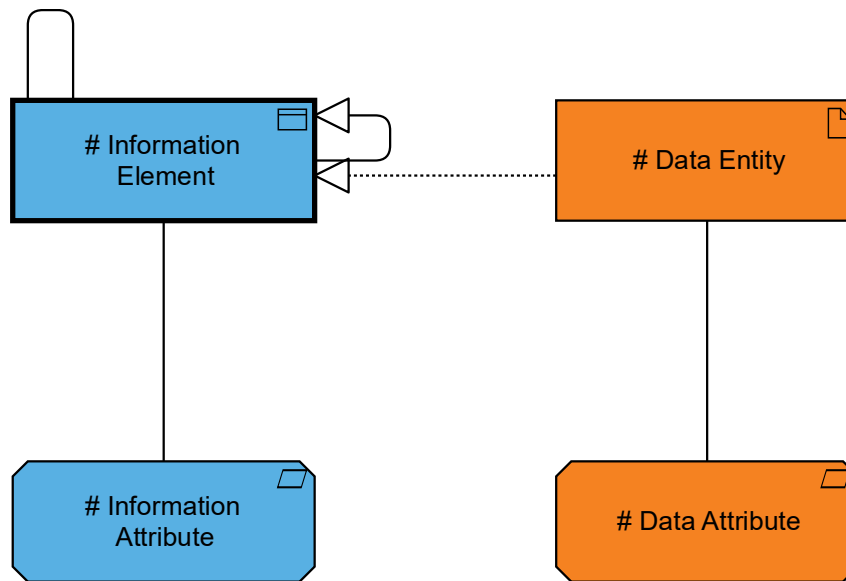 # Information
Element
# Data Entity
# Information
Attribute
# Data Attribute